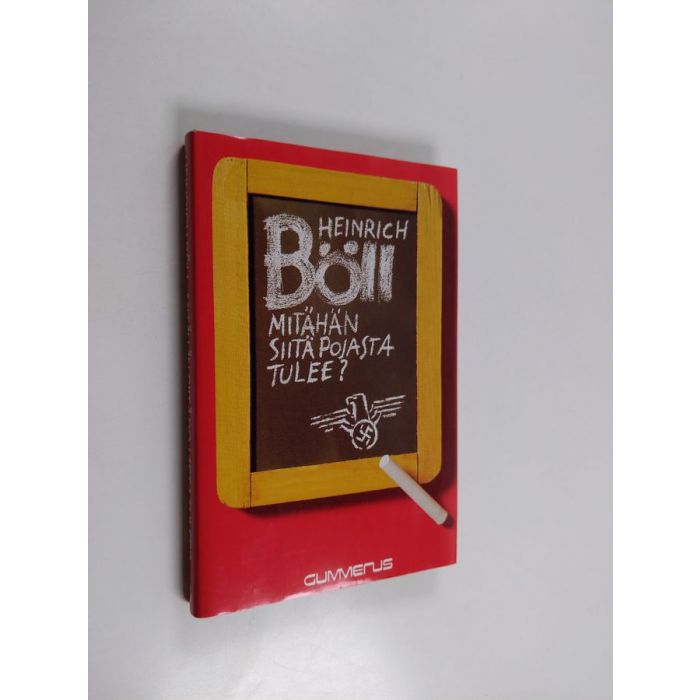 HEINRICH
Böll
MITÄHÄN
SIITÄ POJASTA
TULEE?
GUMMERUS